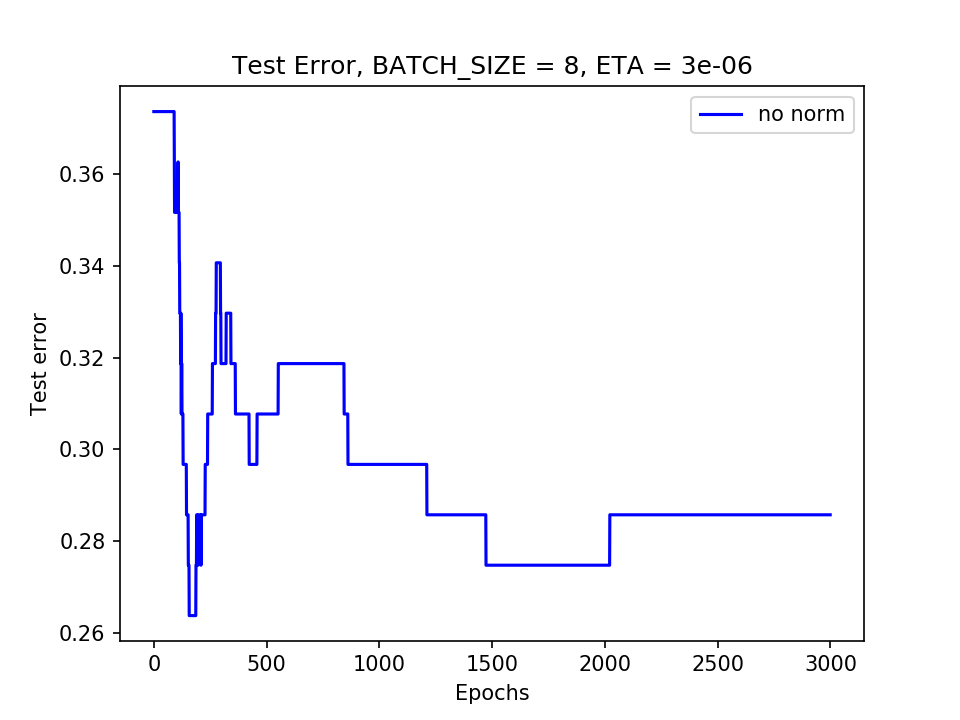 Test Error, BATCH_SIZE = 8, ETA = 3e-06
no norm
Test error
0.36
0.34
0.32
0.30
0.28
0.26
0 500 1000 1500 2000 2500 3000
Epochs